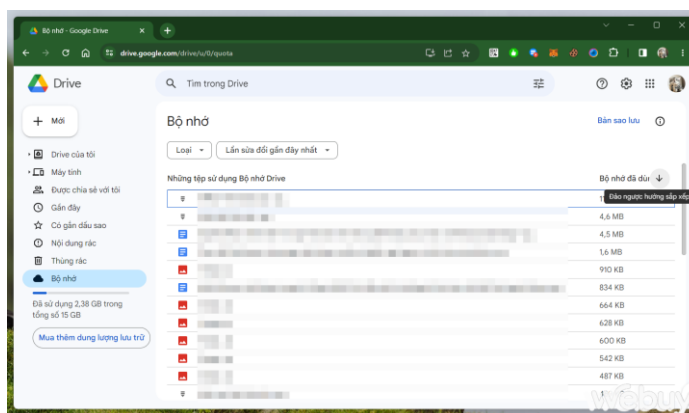 Bộ nhớ - Google Drive
drive.google.com/drive/u/0/quota
Drive
Tìm trong Drive
Mới
Bộ nhớ
Bản sao lưu
Loại
Lần sửa đổi gần đây nhất
Drive của tôi
Máy tính
Được chia sẻ với tôi
Gần đây
Có gắn dấu sao
Nội dung rác
Thùng rác
Bộ nhớ
Đã sử dụng 2,38 GB trong
tổng số 15 GB
Mua thêm dung lượng lưu trữ
Những tệp sử dụng Bộ nhớ Drive
Bộ nhớ đã dùn
Đảo ngược hướng sắp xếp
4,6 MB
4,5 MB
1,6 MB
910 KB
834 KB
664 KB
628 KB
600 KB
542 KB
487 KB
webuy